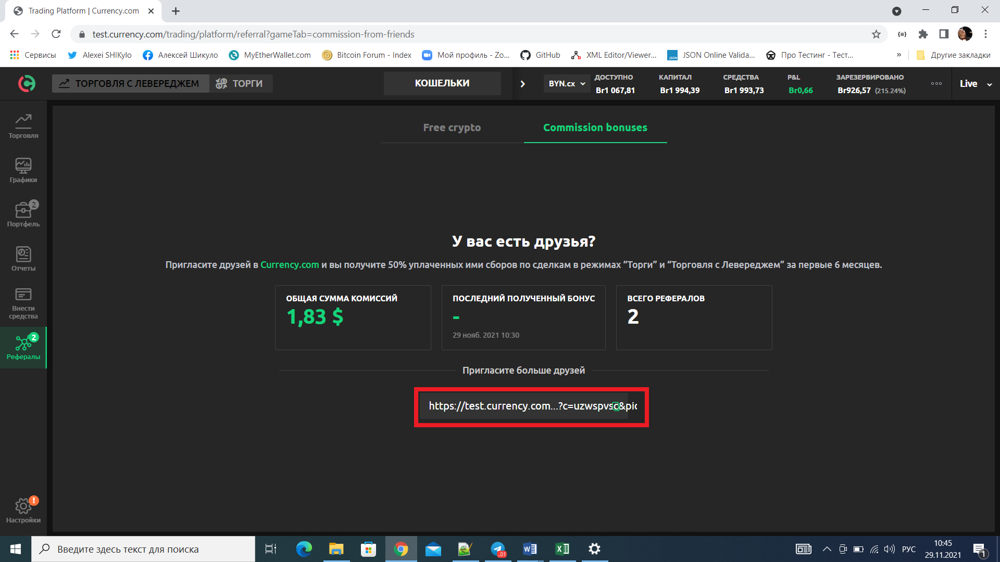 Trading Platform | Currency.com
test.currency.com/trading/platform/referral?gameTab=commission-from-friends
Сервисы
Alexei SHIKylo
Алексей Шикуло
MyEtherWallet.com
Bitcoin Forum - Index
Мой профиль - Zo...
GitHub
XML Editor/Viewer...
JSON Online Valida...
Про Тестинг - Тест...
»
Другие закладки
ТОРГОВЛЯ С ЛЕВЕРЕДЖЕМ
ТОРГИ
КОШЕЛЬКИ
BYN.cx
ДОСТУПНО
Br1 067,81
КАПИТАЛ
Br1 994,39
СРЕДСТВА
Br1 993,73
P&L
Br0,66
ЗАРЕЗЕРВИРОВАНО
Br926,57 (215.24%)
Live
Торговля
Графики
2
Портфель
Отчеты
Внести
средства
2
Рефералы
!
Настройки
Free crypto
Commission bonuses
У вас есть друзья?
Пригласите друзей в Currency.com и вы получите 50% уплаченных ими сборов по сделкам в режимах “Торги” и “Торговля с Левереджем” за первые 6 месяцев.
ОБЩАЯ СУММА КОМИССИЙ
1,83 $
ПОСЛЕДНИЙ ПОЛУЧЕННЫЙ БОНУС
-
29 нояб. 2021 10:30
ВСЕГО РЕФЕРАЛОВ
2
Пригласите больше друзей
https://test.currency.com...?c=uzwspvsc&pic
Введите здесь текст для поиска
РУС
10:45
29.11.2021
1